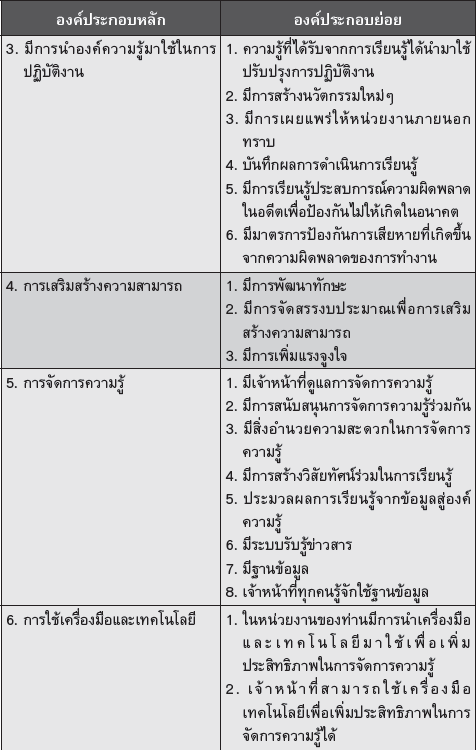 องค์ประกอบหลัก
องค์ประกอบย่อย
3. มีการนำองค์ความรู้มาใช้ในการ
ปฏิบัติงาน
1. ความรู้ที่ได้รับจากการเรียนรู้ได้นำมาใช้
ปรับปรุงการปฏิบัติงาน
2. มีการสร้างนวัตกรรมใหม่ๆ
3. มีการเผยแพร่ให้หน่วยงานภายนอก
ทราบ
4. บันทึกผลการดำเนินการเรียนรู้
5. มีการเรียนรู้ประสบการณ์ความผิดพลาด
ในอดีตเพื่อป้องกันไม่ให้เกิดในอนาคต
6. มีมาตรการป้องกันการเสียหายที่เกิดขึ้น
จากความผิดพลาดของการทำงาน
4. การเสริมสร้างความสามารถ
1. มีการพัฒนาทักษะ
2. มีการจัดสรรงบประมาณเพื่อการเสริม
สร้างความสามารถ
3. มีการเพิ่มแรงจูงใจ
5. การจัดการความรู้
1. มีเจ้าหน้าที่ดูแลการจัดการความรู้
2. มีการสนับสนุนการจัดการความรู้ร่วมกัน
3. มีสิ่งอำนวยความสะดวกในการจัดการ
ความรู้
4. มีการสร้างวิสัยทัศน์ร่วมในการเรียนรู้
5. ประมวลผลการเรียนรู้จากข้อมูลสู่องค์
ความรู้
6. มีระบบรับรู้ข่าวสาร
7. มีฐานข้อมูล
8. เจ้าหน้าที่ทุกคนรู้จักใช้ฐานข้อมูล
6. การใช้เครื่องมือและเทคโนโลยี
1. ในหน่วยงานของท่านมีการนำเครื่องมือ
และเทคโนโลยีมาใช้เพื่อเพิ่ม
ประสิทธิภาพในการจัดการความรู้
2. เจ้าหน้าที่สามารถใช้เครื่องมือ
เทคโนโลยีเพื่อเพิ่มประสิทธิภาพในการ
จัดการความรู้ได้